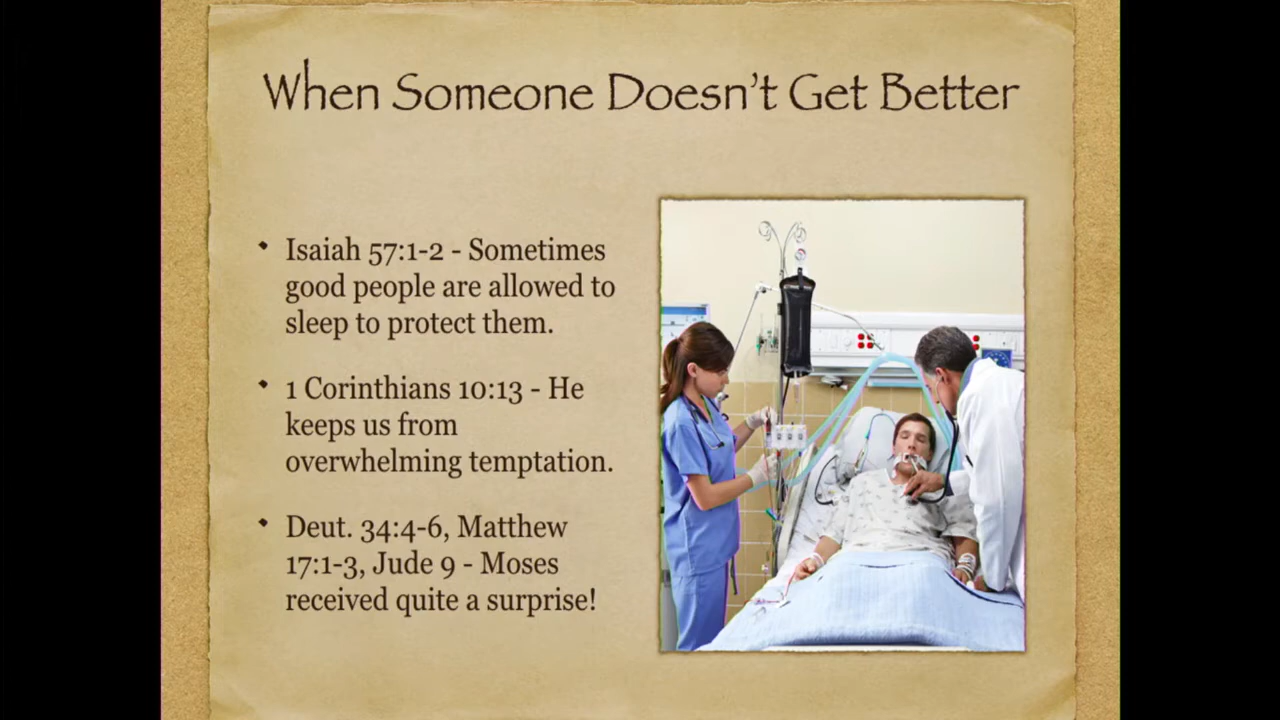 When Someone Doesn't Get Better
• Isaiah 57:1-2 - Sometimes
good people are allowed to
sleep to protect them.
• 1 Corinthians 10:13 - He
keeps us from
overwhelming temptation.
• Deut. 34:4-6, Matthew
17:1-3, Jude 9 - Moses
received quite a surprise!